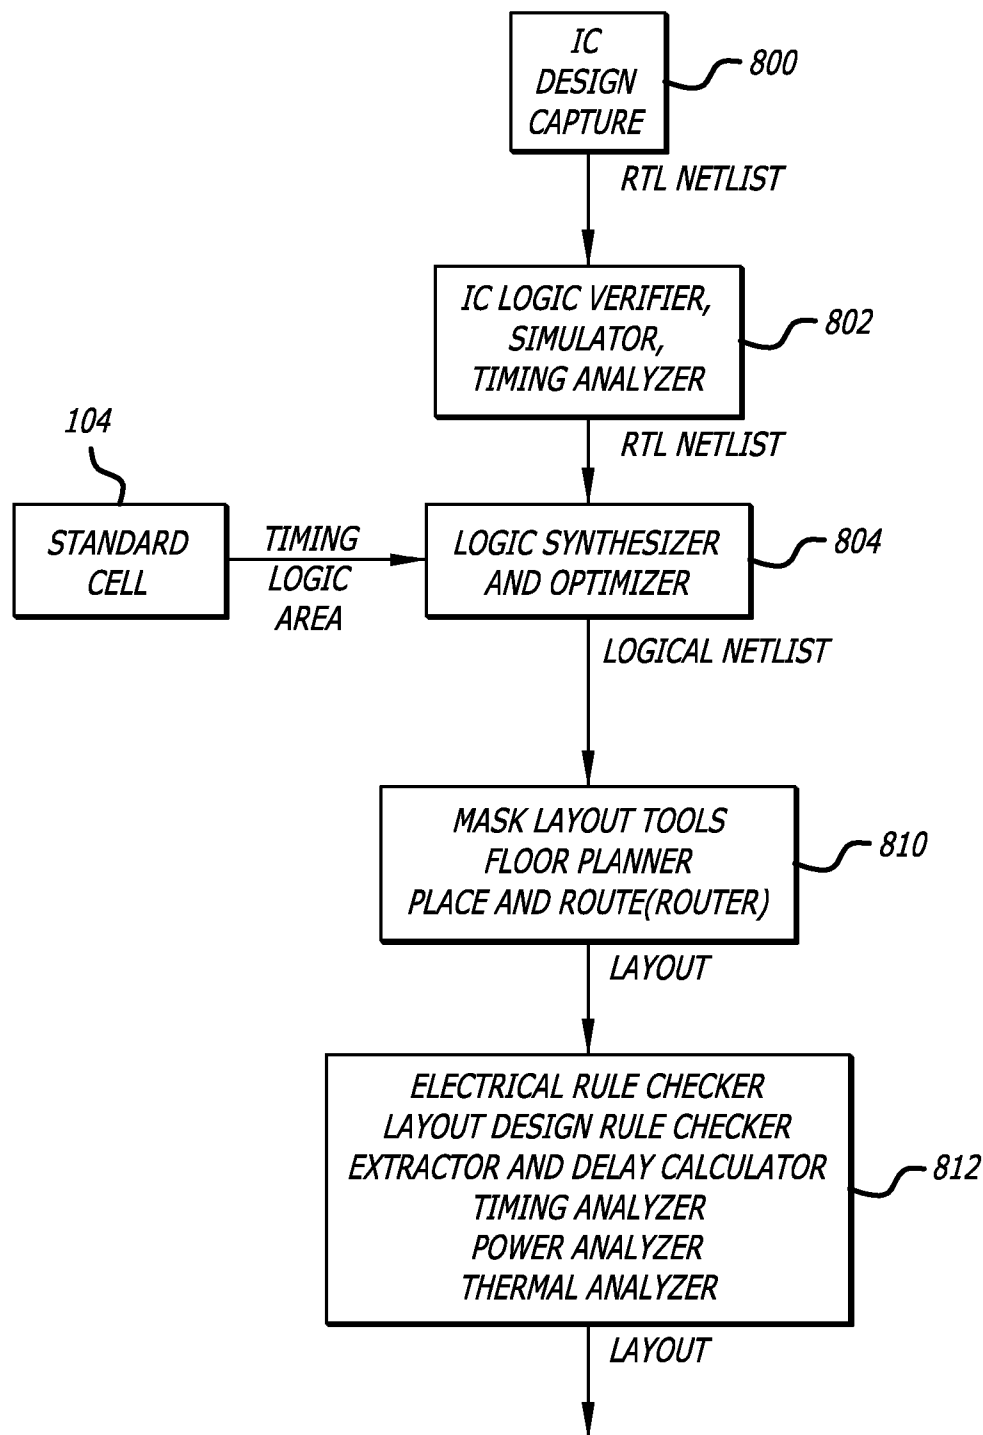 IC
DESIGN
CAPTURE
800
RTL NETLIST
IC LOGIC VERIFIER,
SIMULATOR,
TIMING ANALYZER
802
RTL NETLIST
104
STANDARD
CELL
TIMING
LOGIC
AREA
LOGIC SYNTHESIZER
AND OPTIMIZER
804
LOGICAL NETLIST
MASK LAYOUT TOOLS
FLOOR PLANNER
PLACE AND ROUTE(ROUTER)
810
LAYOUT
ELECTRICAL RULE CHECKER
LAYOUT DESIGN RULE CHECKER
EXTRACTOR AND DELAY CALCULATOR
TIMING ANALYZER
POWER ANALYZER
THERMAL ANALYZER
812
LAYOUT